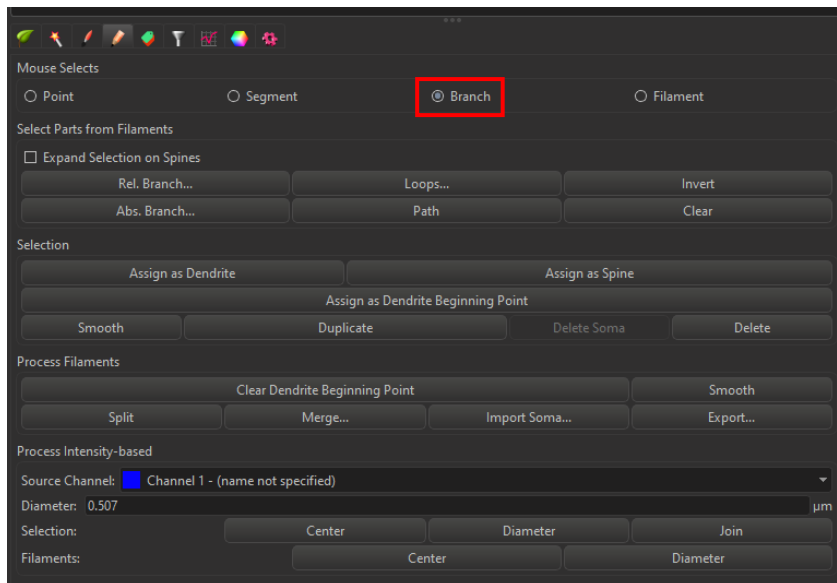 Mouse Selects
Point Segment Branch Filament
Select Parts from Filaments
Expand Selection on Spines
Rel. Branch... Loops... Invert
Abs. Branch... Path Clear
Selection
Assign as Dendrite Assign as Spine
Assign as Dendrite Beginning Point
Smooth Duplicate Delete Soma Delete
Process Filaments
Clear Dendrite Beginning Point Smooth
Split Merge... Import Soma... Export...
Process Intensity-based
Source Channel: Channel 1 - (name not specified)
Diameter: 0.507 µm
Selection: Center Diameter Join
Filaments: Center Diameter